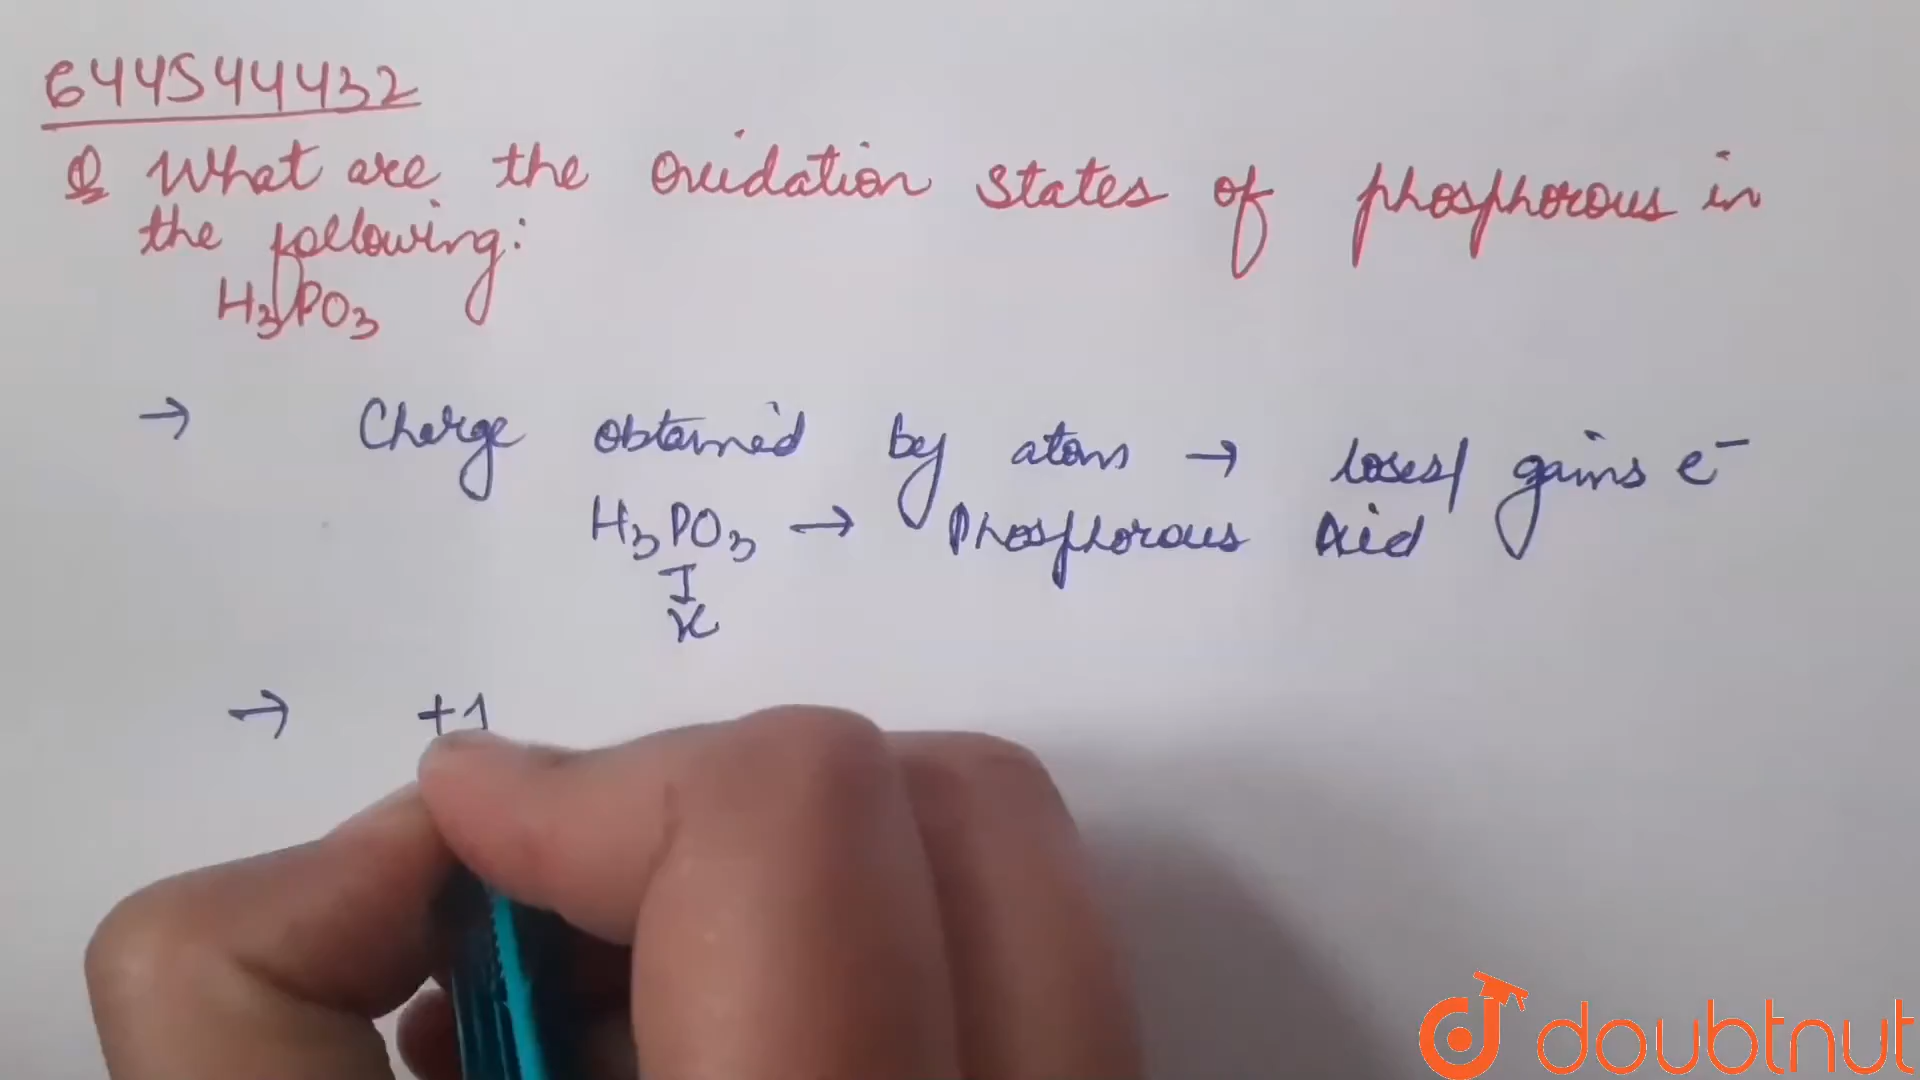 644544432
Q What are the oxidation states of phosphorous in
the following:
H₃PO₃
→ Charge obtained by atom → loses/ gains e⁻
H₃PO₃ → Phosphorous Acid
x
→ +1
doubtnut